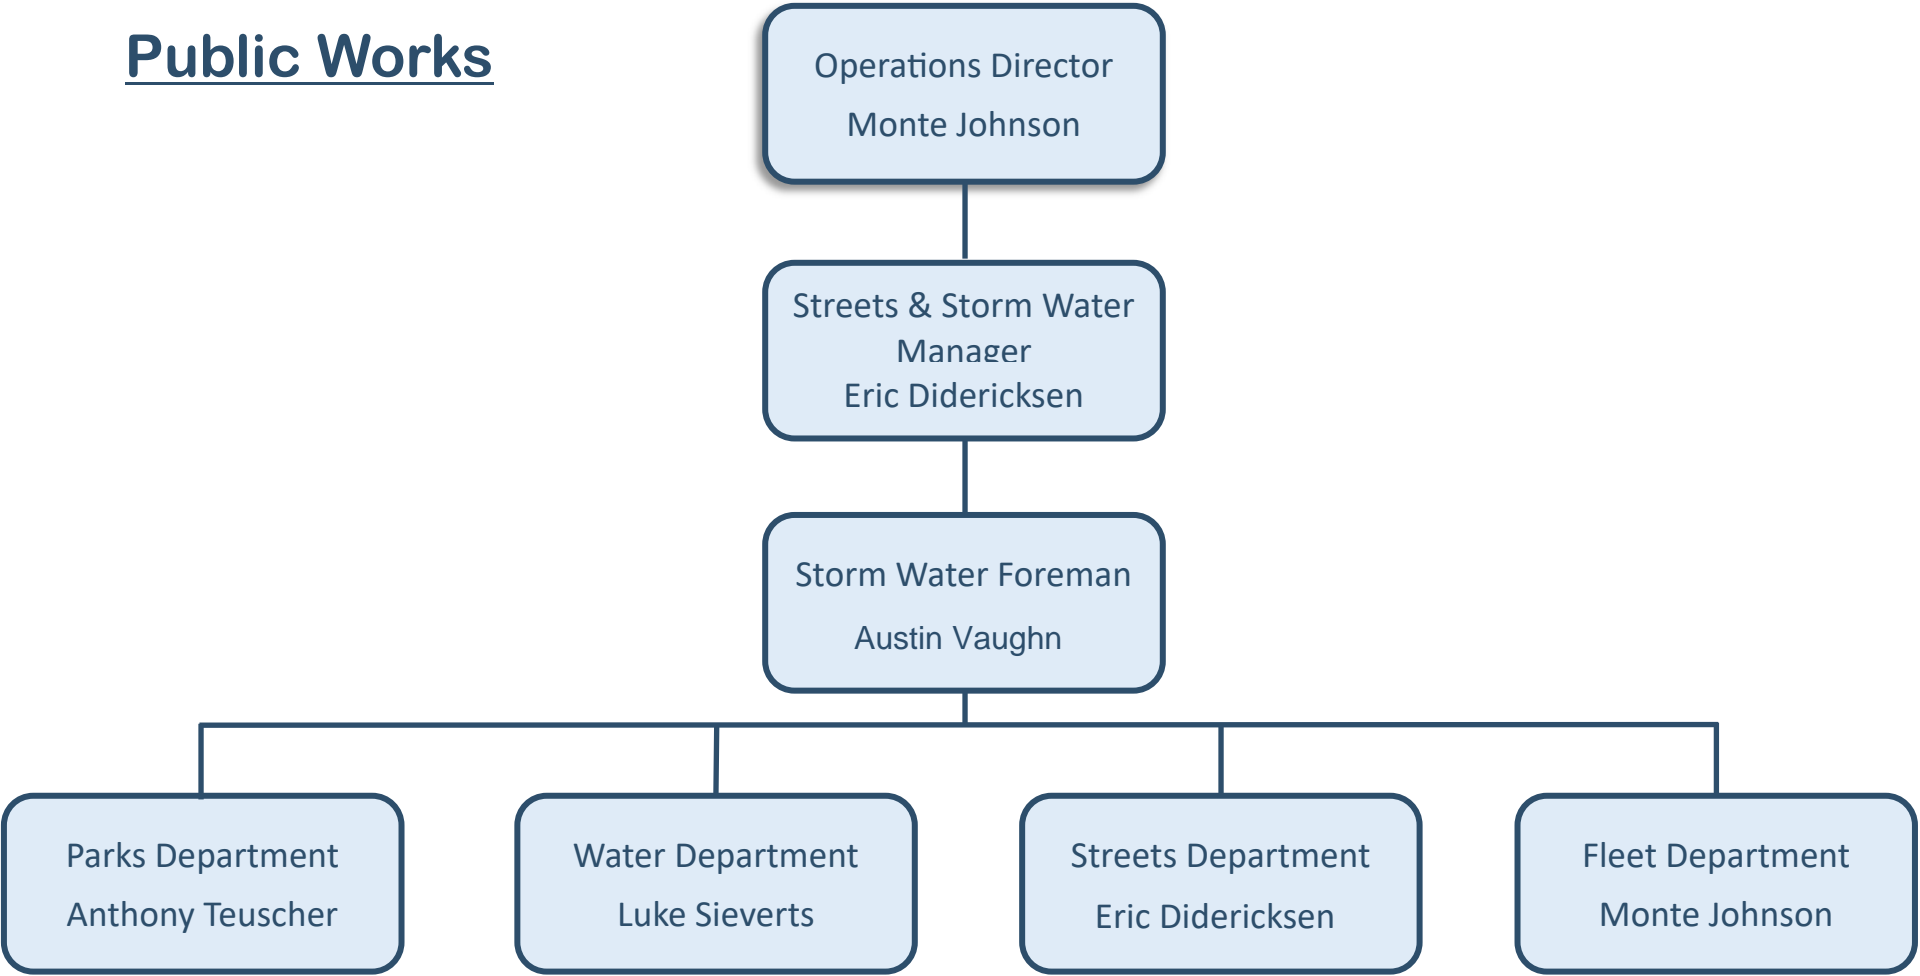 Public Works
Operations Director
Monte Johnson
Streets & Storm Water
Manager
Eric Didericksen
Storm Water Foreman
Austin Vaughn
Parks Department
Anthony Teuscher
Water Department
Luke Sieverts
Streets Department
Eric Didericksen
Fleet Department
Monte Johnson